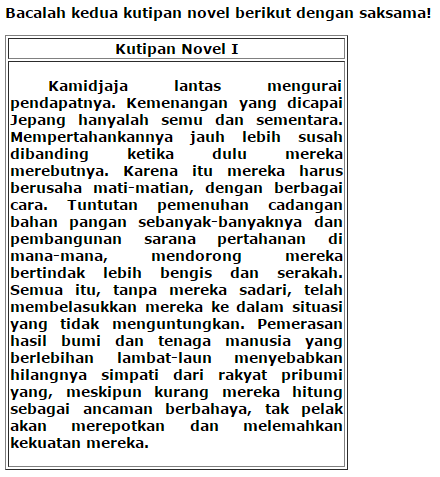 Bacalah kedua kutipan novel berikut dengan saksama!
Kutipan Novel I
Kamidjaja lantas mengurai
pendapatnya. Kemenangan yang dicapai
Jepang hanyalah semu dan sementara.
Mempertahankannya jauh lebih susah
dibanding ketika dulu mereka
merebutnya. Karena itu mereka harus
berusaha mati-matian, dengan berbagai
cara. Tuntutan pemenuhan cadangan
bahan pangan sebanyak-banyaknya dan
pembangunan sarana pertahanan di
mana-mana, mendorong mereka
bertindak lebih bengis dan serakah.
Semua itu, tanpa mereka sadari, telah
membelasukkan mereka ke dalam situasi
yang tidak menguntungkan. Pemerasan
hasil bumi dan tenaga manusia yang
berlebihan lambat-laun menyebabkan
hilangnya simpati dari rakyat pribumi
yang, meskipun kurang mereka hitung
sebagai ancaman berbahaya, tak pelak
akan merepotkan dan melemahkan
kekuatan mereka.